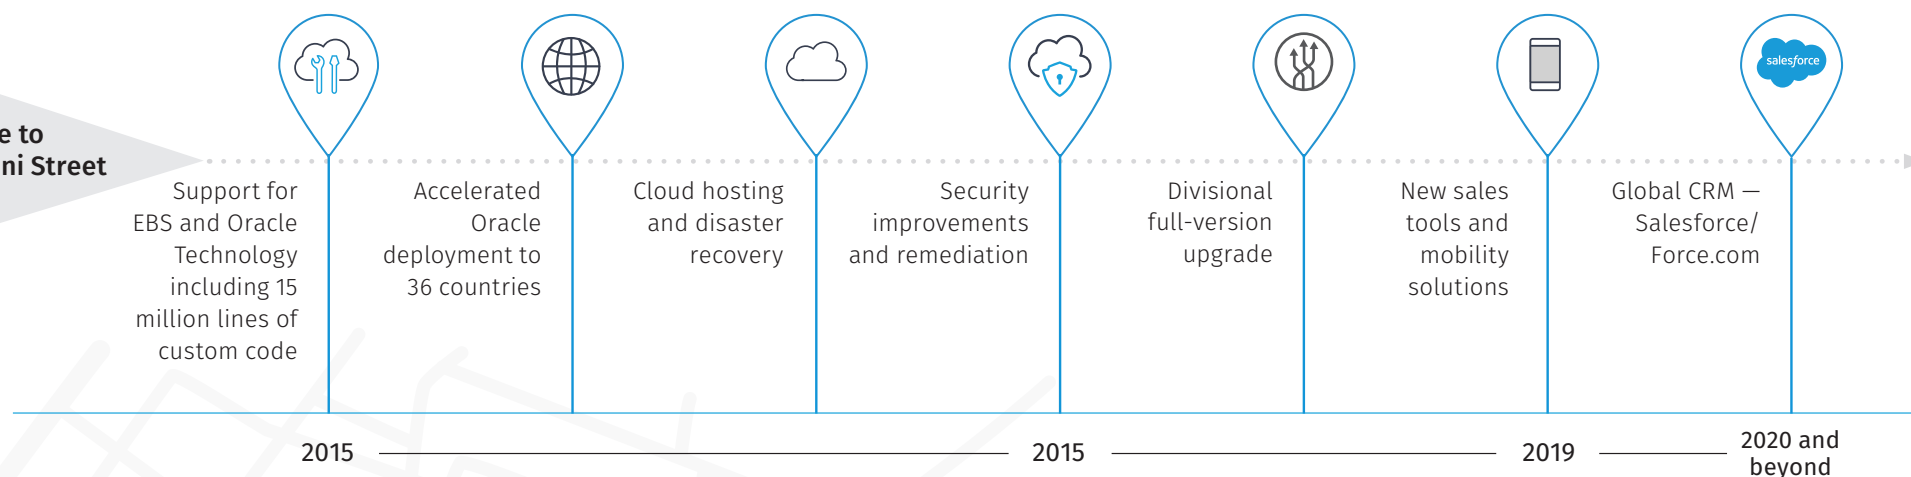 salesforce
e to
ni Street
Support for
EBS and Oracle
Technology
including 15
million lines of
custom code
Accelerated
Oracle
deployment to
36 countries
Cloud hosting
and disaster
recovery
Security
improvements
and remediation
Divisional
full-version
upgrade
New sales
tools and
mobility
solutions
Global CRM —
Salesforce/
Force.com
2015
2015
2019
2020 and
beyond